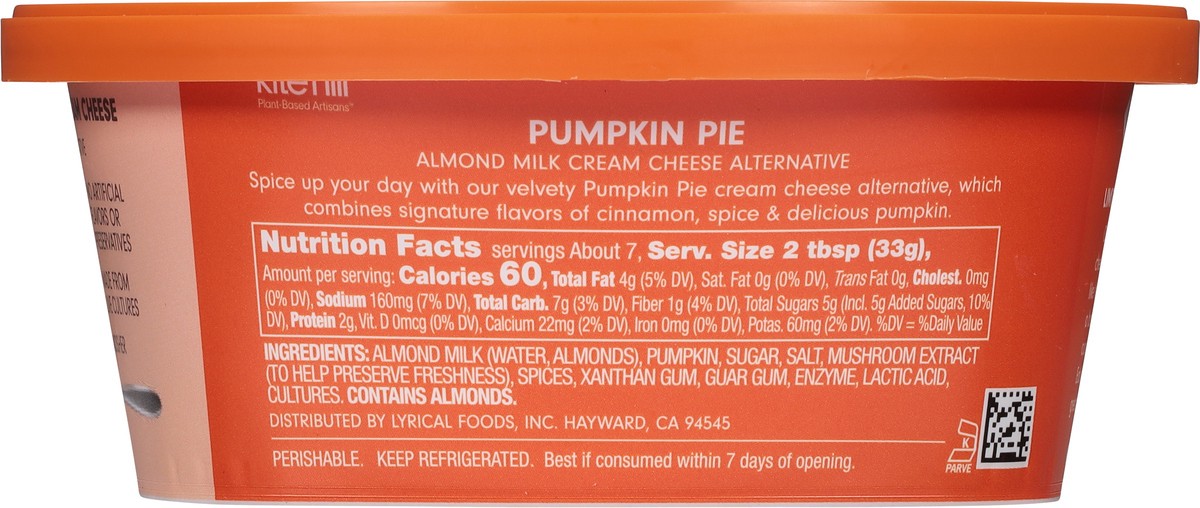 KiteHill
Plant-Based Artisans™
PUMPKIN PIE
ALMOND MILK CREAM CHEESE ALTERNATIVE
Spice up your day with our velvety Pumpkin Pie cream cheese alternative, which
combines signature flavors of cinnamon, spice & delicious pumpkin.
Nutrition Facts servings About 7, Serv. Size 2 tbsp (33g),
Amount per serving: Calories 60, Total Fat 4g (5% DV), Sat. Fat 0g (0% DV), Trans Fat 0g, Cholest. 0mg
(0% DV), Sodium 160mg (7% DV), Total Carb. 7g (3% DV), Fiber 1g (4% DV), Total Sugars 5g (Incl. 5g Added Sugars, 10%
DV), Protein 2g, Vit. D 0mcg (0% DV), Calcium 22mg (2% DV), Iron 0mg (0% DV), Potas. 60mg (2% DV). %DV = %Daily Value
INGREDIENTS: ALMOND MILK (WATER, ALMONDS), PUMPKIN, SUGAR, SALT, MUSHROOM EXTRACT
(TO HELP PRESERVE FRESHNESS), SPICES, XANTHAN GUM, GUAR GUM, ENZYME, LACTIC ACID,
CULTURES. CONTAINS ALMONDS.
DISTRIBUTED BY LYRICAL FOODS, INC. HAYWARD, CA 94545
PERISHABLE. KEEP REFRIGERATED. Best if consumed within 7 days of opening.
K
PARVE
CHEESE
OR
FROM
CULTURES